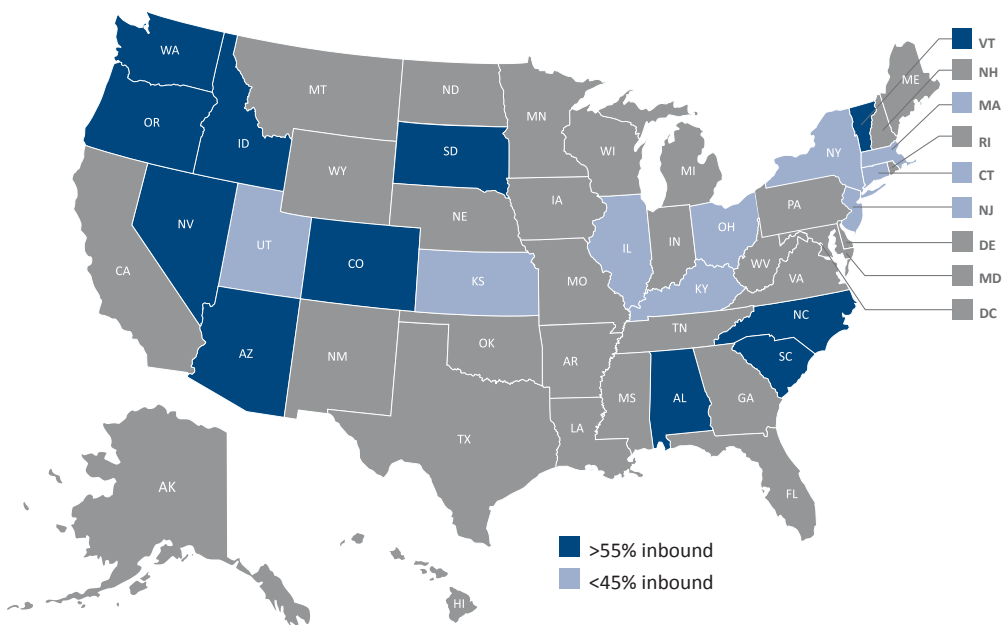 WA
OR
ID
MT
ND
MN
SD
WY
NV
UT
CO
CA
AZ
NM
NE
KS
OK
TX
IA
MO
AR
LA
WI
MI
IL
IN
OH
KY
TN
MS
AL
GA
FL
SC
NC
VA
WV
PA
NY
ME
VT
NH
MA
RI
CT
NJ
DE
MD
DC
AK
HI
>55% inbound
<45% inbound